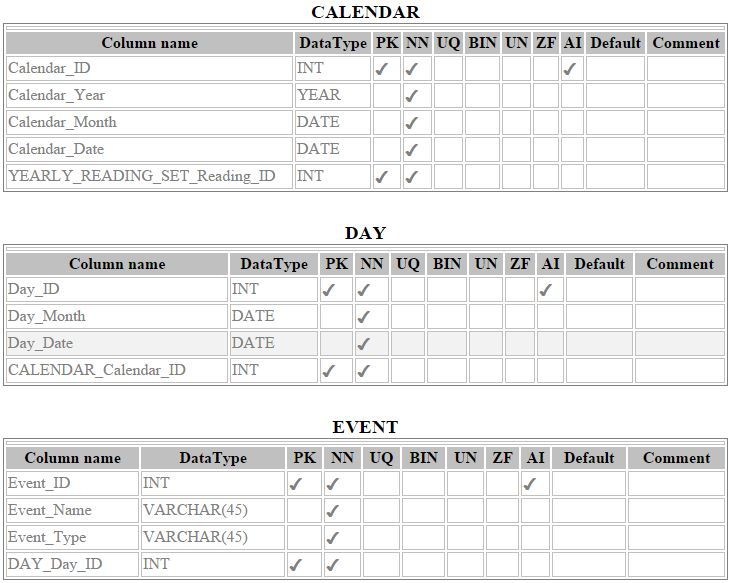 CALENDAR
Column name DataType PK NN UQ BIN UN ZF AI Default Comment
Calendar_ID INT ✓ ✓ ✓
Calendar_Year YEAR ✓
Calendar_Month DATE ✓
Calendar_Date DATE ✓
YEARLY_READING_SET_Reading_ID INT ✓ ✓
DAY
Column name DataType PK NN UQ BIN UN ZF AI Default Comment
Day_ID INT ✓ ✓ ✓
Day_Month DATE ✓
Day_Date DATE ✓
CALENDAR_Calendar_ID INT ✓ ✓
EVENT
Column name DataType PK NN UQ BIN UN ZF AI Default Comment
Event_ID INT ✓ ✓ ✓
Event_Name VARCHAR(45) ✓
Event_Type VARCHAR(45) ✓
DAY_Day_ID INT ✓ ✓